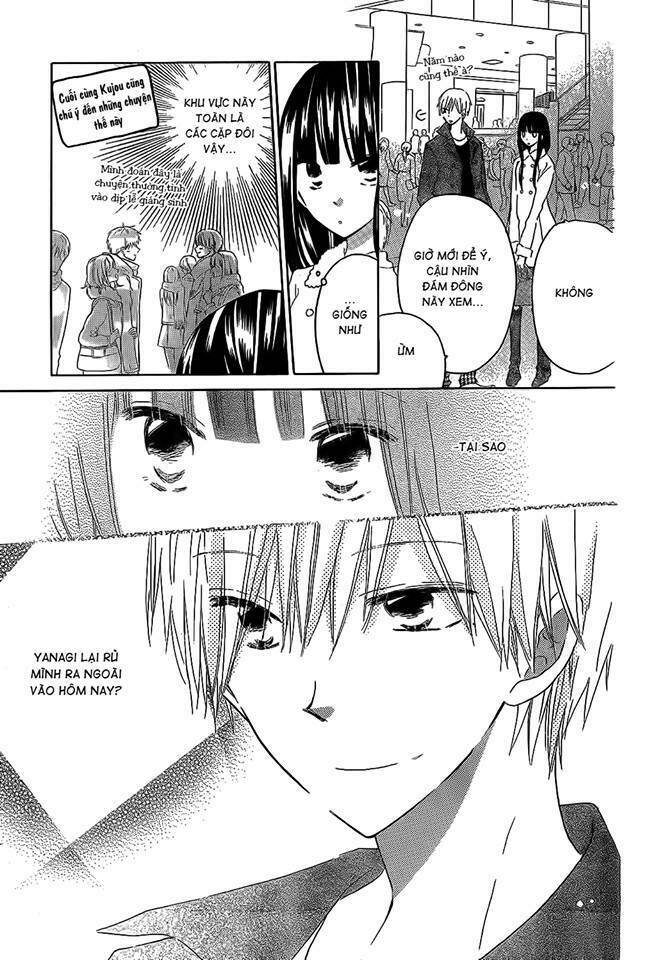 Năm nào
cũng thế à?
KHÔNG
GIỜ MỚI ĐỂ Ý,
CẬU NHÌN
ĐÁM ĐÔNG
NÀY XEM...
ỪM
...
GIỐNG
NHƯ
KHU VỰC NÀY
TOÀN LÀ
CÁC CẶP ĐÔI
VẬY...
Cuối cùng Kujou cũng
chú ý đến những chuyện
thế này
Mình đoán đây là
chuyện thường tình
vào dịp lễ giáng sinh
-TẠI SAO
YANAGI LẠI RỦ
MÌNH RA NGOÀI
VÀO HÔM NAY?